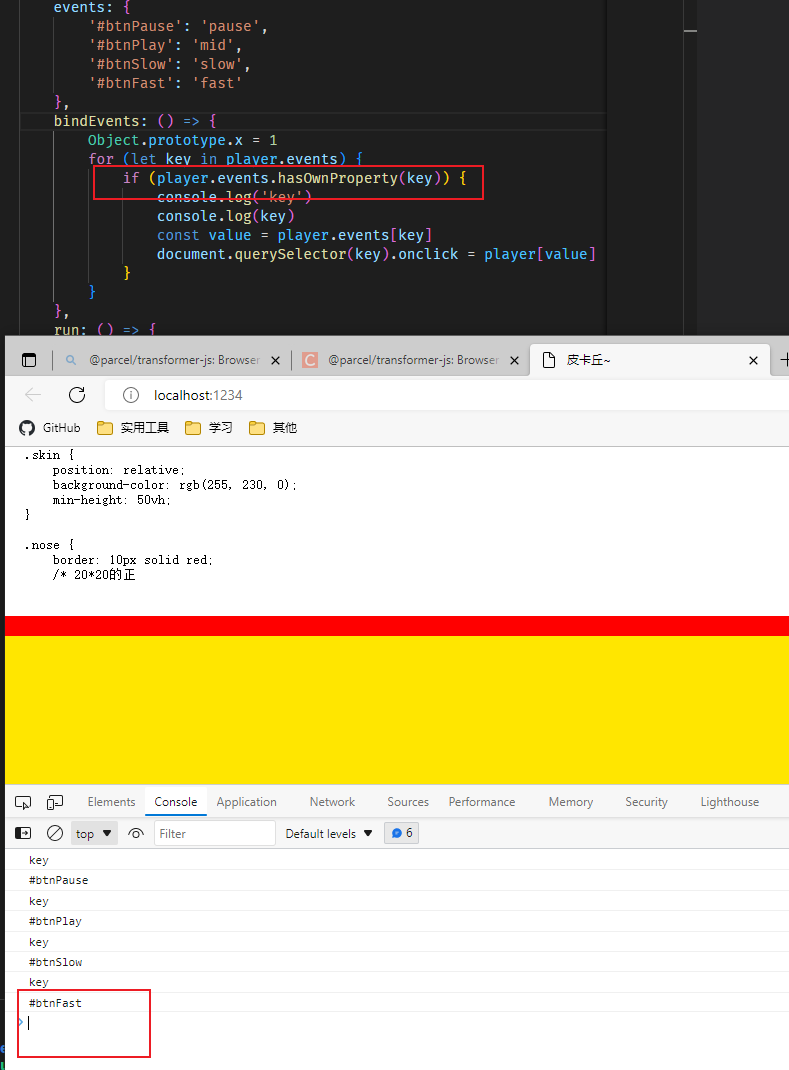 events: {
'#btnPause': 'pause',
'#btnPlay': 'mid',
'#btnSlow': 'slow',
'#btnFast': 'fast'
},
bindEvents: () => {
Object.prototype.x = 1
for (let key in player.events) {
if (player.events.hasOwnProperty(key)) {
console.log('key')
console.log(key)
const value = player.events[key]
document.querySelector(key).onclick = player[value]
}
}
},
run: () => {
@parcel/transformer-js: Browser
@parcel/transformer-js: Browser
皮卡丘~
localhost:1234
GitHub 实用工具 学习 其他
.skin {
position: relative;
background-color: rgb(255, 230, 0);
min-height: 50vh;
}
.nose {
border: 10px solid red;
/* 20*20的正
Elements Console Application Network Sources Performance Memory Security Lighthouse
top Filter Default levels 6
key
#btnPause
key
#btnPlay
key
#btnSlow
key
#btnFast